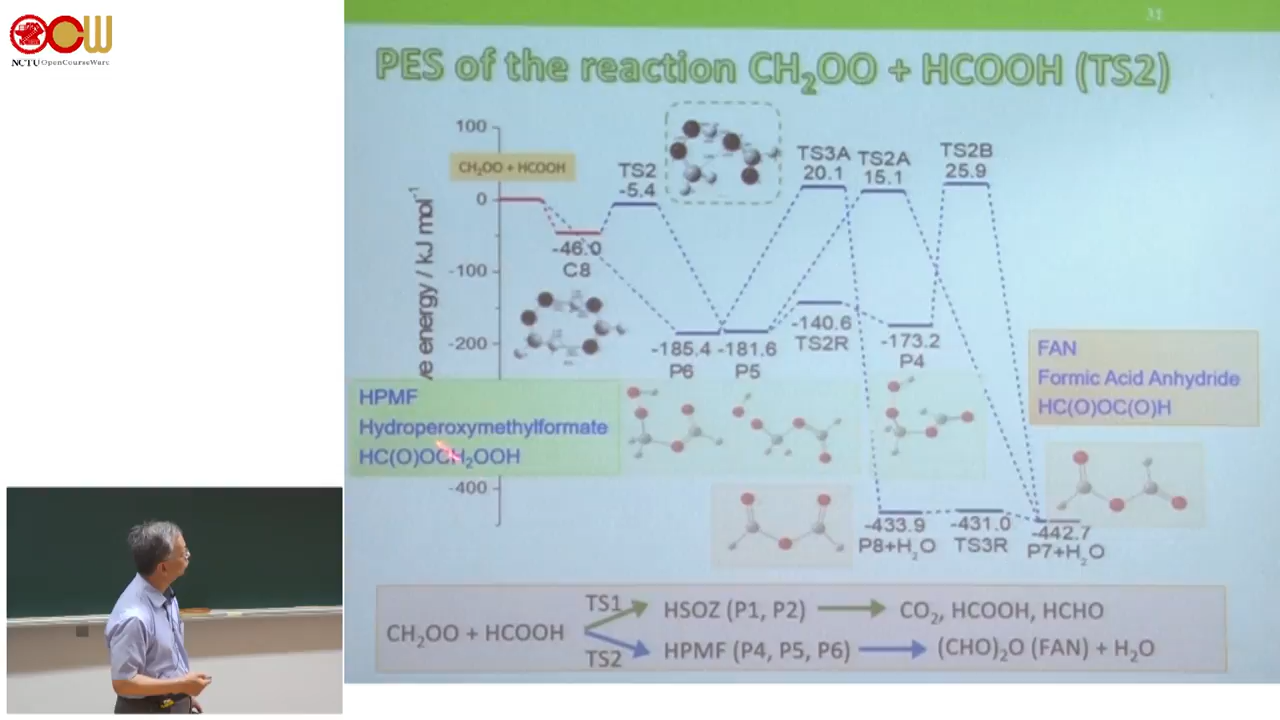 NCTU OpenCourseWare
31
PES of the reaction CH₂OO + HCOOH (TS2)
100
0
-100
-200
-400
ve energy / kJ mol⁻¹
CH₂OO + HCOOH
-46.0
C8
TS2
-5.4
TS3A
20.1
TS2A
15.1
TS2B
25.9
-185.4
P6
-181.6
P5
-140.6
TS2R
-173.2
P4
HPMF
Hydroperoxymethylformate
HC(O)OCH₂OOH
FAN
Formic Acid Anhydride
HC(O)OC(O)H
-433.9
P8+H₂O
-431.0
TS3R
-442.7
P7+H₂O
CH₂OO + HCOOH
TS1
HSOZ (P1, P2)
CO₂, HCOOH, HCHO
TS2
HPMF (P4, P5, P6)
(CHO)₂O (FAN) + H₂O